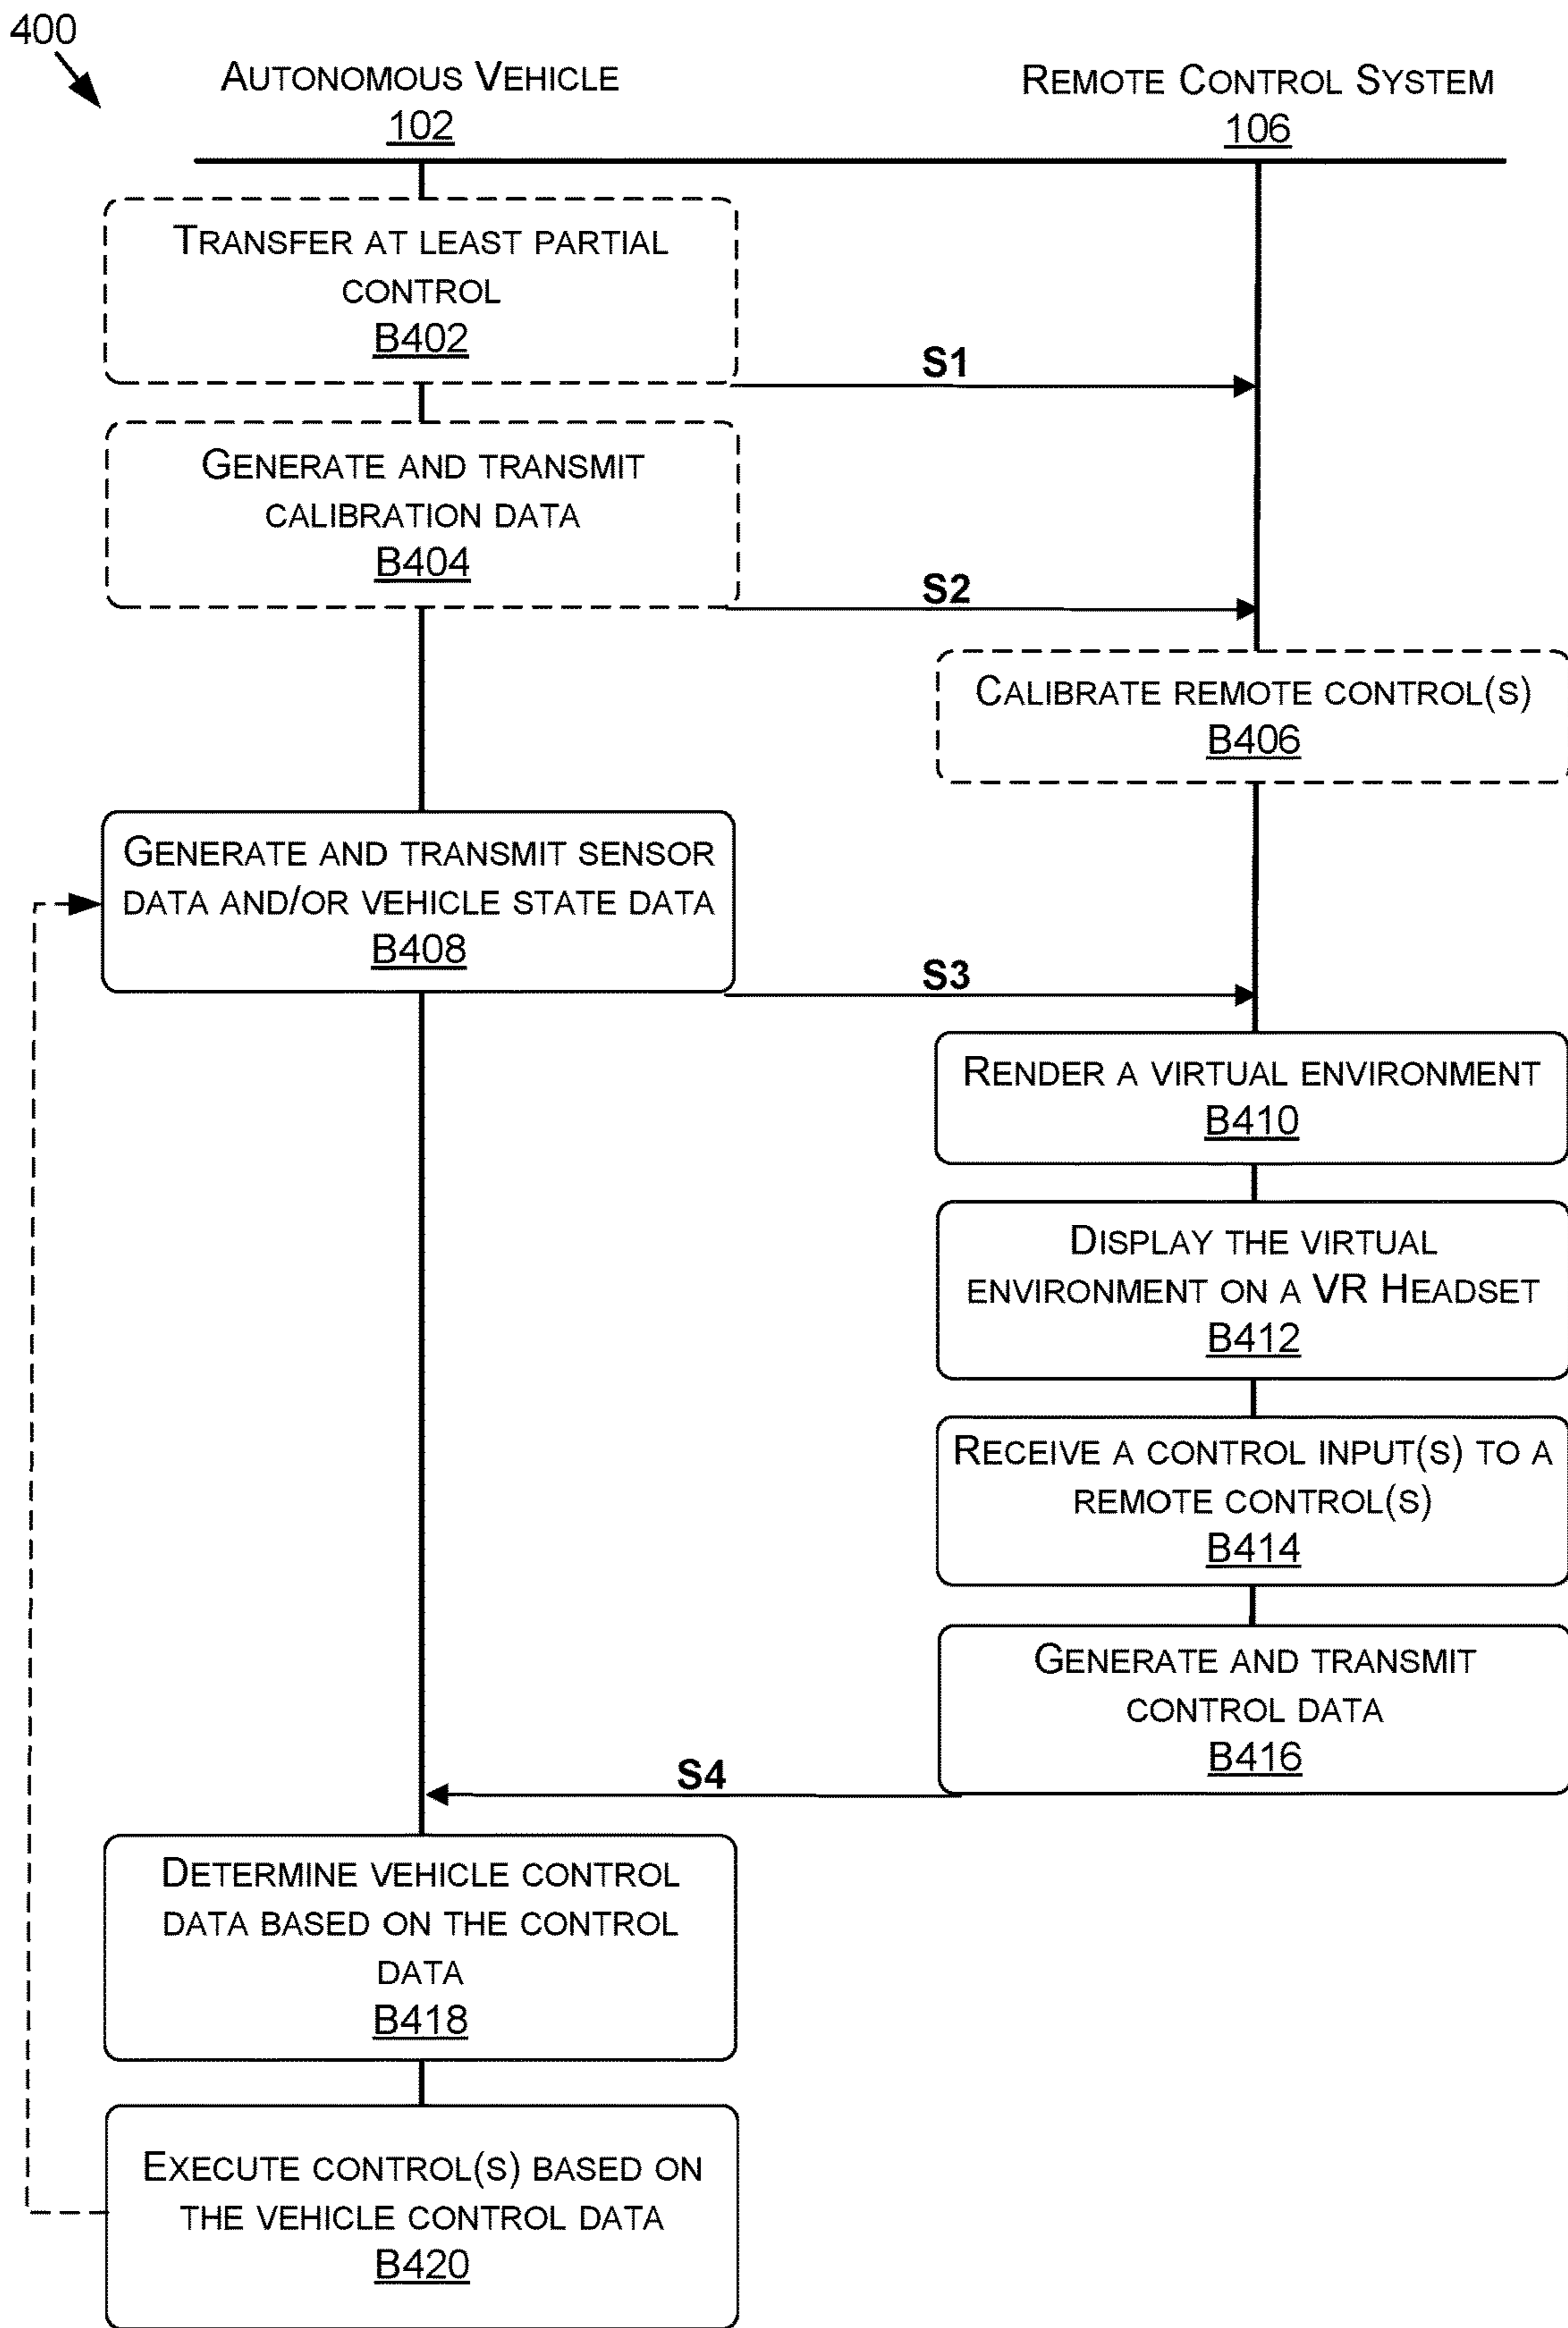 400
AUTONOMOUS VEHICLE
102
REMOTE CONTROL SYSTEM
106
TRANSFER AT LEAST PARTIAL
CONTROL
B402
S1
GENERATE AND TRANSMIT
CALIBRATION DATA
B404
S2
CALIBRATE REMOTE CONTROL(S)
B406
GENERATE AND TRANSMIT SENSOR
DATA AND/OR VEHICLE STATE DATA
B408
S3
RENDER A VIRTUAL ENVIRONMENT
B410
DISPLAY THE VIRTUAL
ENVIRONMENT ON A VR HEADSET
B412
RECEIVE A CONTROL INPUT(S) TO A
REMOTE CONTROL(S)
B414
GENERATE AND TRANSMIT
CONTROL DATA
B416
S4
DETERMINE VEHICLE CONTROL
DATA BASED ON THE CONTROL
DATA
B418
EXECUTE CONTROL(S) BASED ON
THE VEHICLE CONTROL DATA
B420